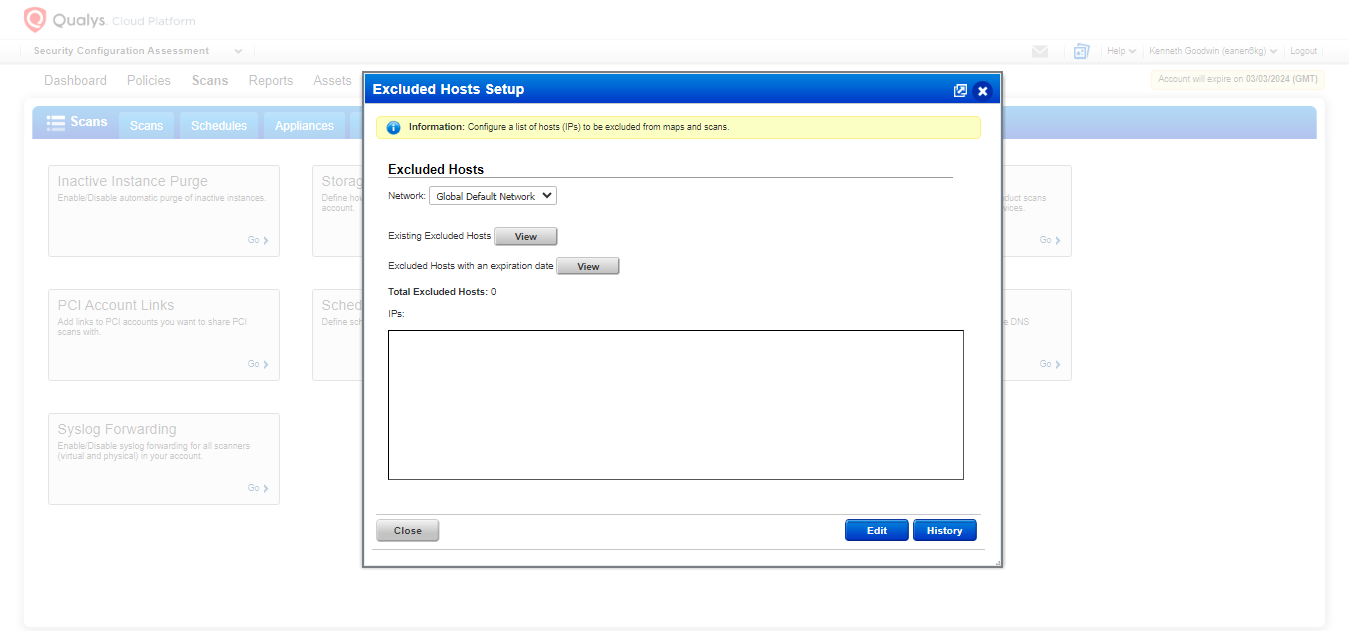 Qualys. Cloud Platform
Security Configuration Assessment
Help
Kenneth Goodwin (eanen6kg)
Logout
Dashboard Policies Scans Reports Assets
Account will expire on 03/03/2024 (GMT)
Scans Scans Schedules Appliances
Excluded Hosts Setup
Information: Configure a list of hosts (IPs) to be excluded from maps and scans.
Excluded Hosts
Network: Global Default Network
Existing Excluded Hosts View
Excluded Hosts with an expiration date View
Total Excluded Hosts: 0
IPs:
Close Edit History
Inactive Instance Purge
Enable/Disable automatic purge of inactive instances.
Go
Storag
Define how
account.
duct scans
vices.
Go
PCI Account Links
Add links to PCI accounts you want to share PCI
scans with.
Go
Sched
Define sch
e DNS
Go
Syslog Forwarding
Enable/Disable syslog forwarding for all scanners
(virtual and physical) in your account.
Go